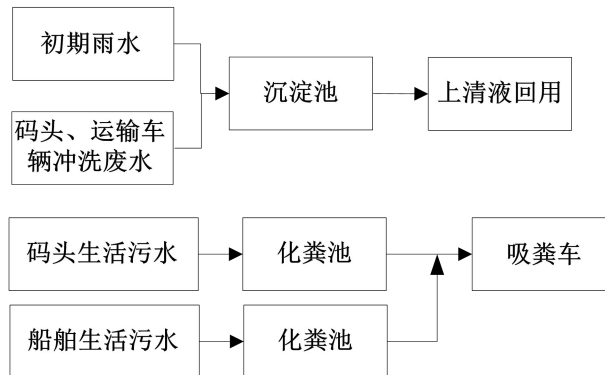 初期雨水
沉淀池
上清液回用
码头、运输车
辆冲洗废水
码头生活污水
化粪池
吸粪车
船舶生活污水
化粪池